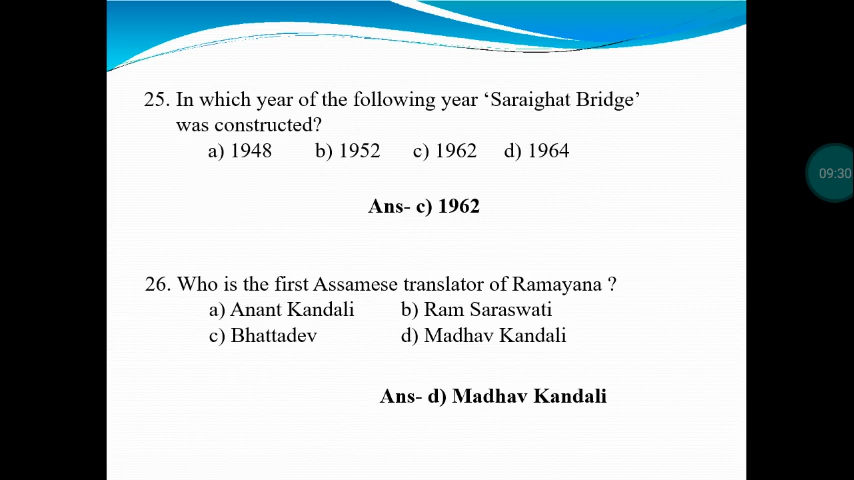 25. In which year of the following year ‘Saraighat Bridge’
was constructed?
a) 1948 b) 1952 c) 1962 d) 1964
Ans- c) 1962
26. Who is the first Assamese translator of Ramayana ?
a) Anant Kandali b) Ram Saraswati
c) Bhattadev d) Madhav Kandali
Ans- d) Madhav Kandali
09:30